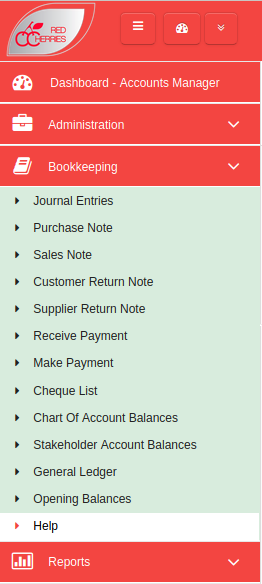 RED
CHERRIES
Dashboard - Accounts Manager
Administration
Bookkeeping
Journal Entries
Purchase Note
Sales Note
Customer Return Note
Supplier Return Note
Receive Payment
Make Payment
Cheque List
Chart Of Account Balances
Stakeholder Account Balances
General Ledger
Opening Balances
Help
Reports